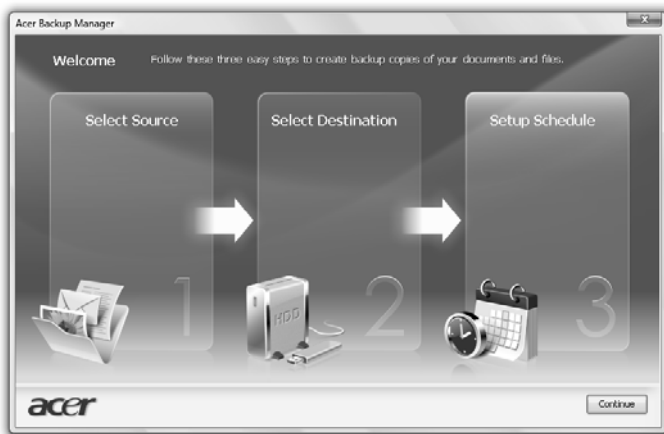 Acer Backup Manager
x
Welcome
Follow these three easy steps to create backup copies of your documents and files.
Select Source
Select Destination
Setup Schedule
1
HDD
2
3
acer
Continue